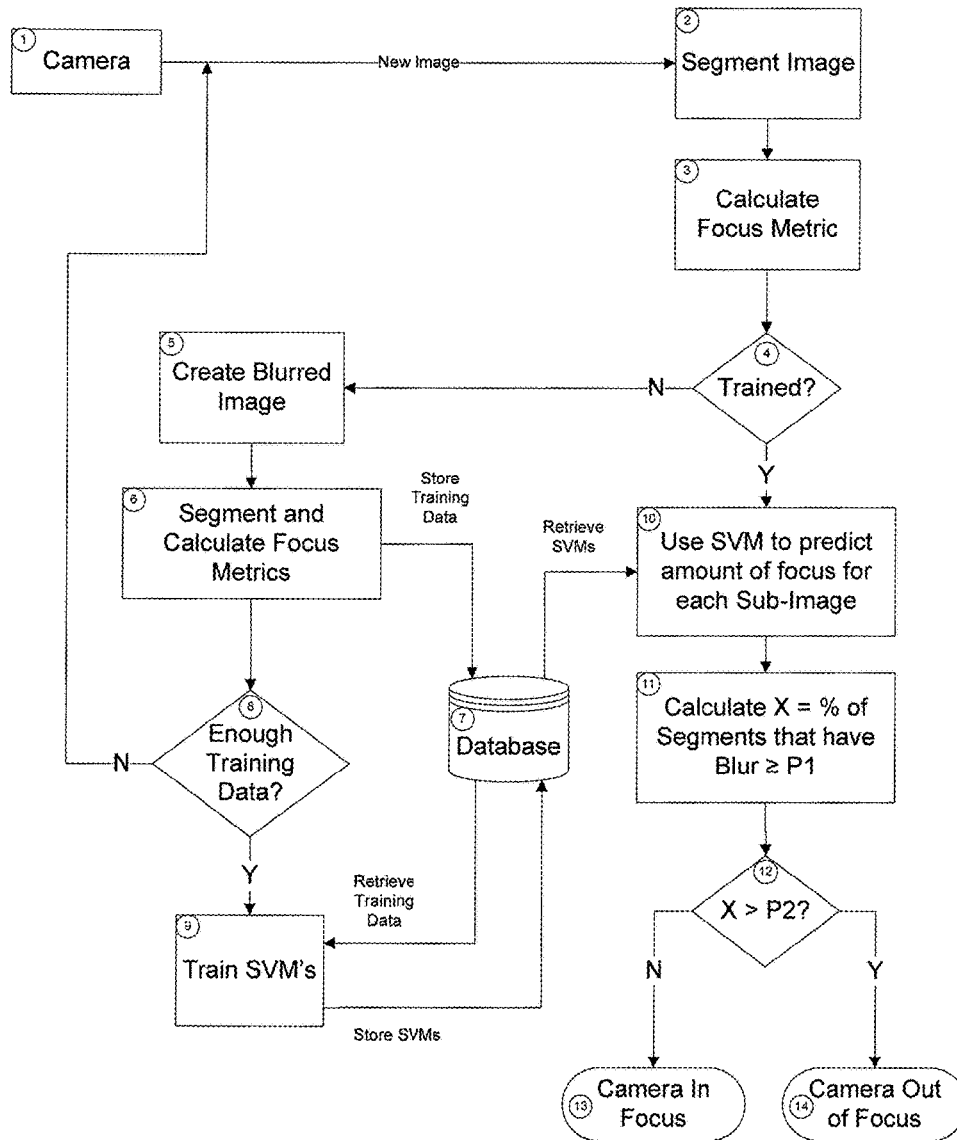 1
Camera
New Image
2
Segment Image
3
Calculate
Focus Metric
4
Trained?
N
Y
5
Create Blurred
Image
6
Segment and
Calculate Focus
Metrics
Store
Training
Data
Retrieve
SVMs
10
Use SVM to predict
amount of focus for
each Sub-Image
7
Database
8
Enough
Training
Data?
N
Y
11
Calculate X = % of
Segments that have
Blur ≥ P1
Retrieve
Training
Data
9
Train SVM's
Store SVMs
12
X > P2?
N
Y
13
Camera In
Focus
14
Camera Out
of Focus